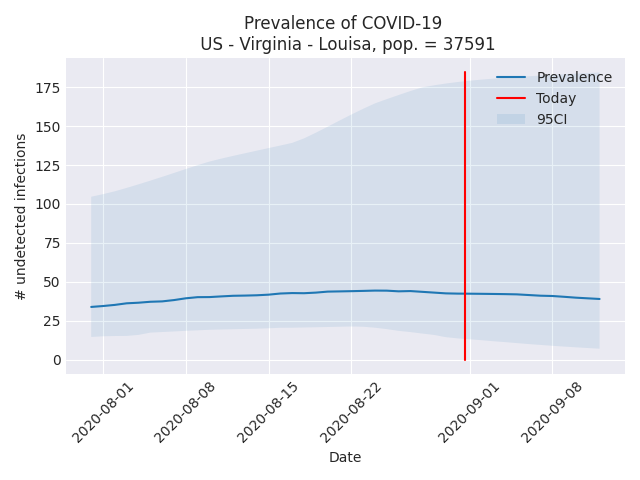 Prevalence of COVID-19
US - Virginia - Louisa, pop. = 37591
Prevalence
Today
95CI
175
150
125
100
75
50
25
0
# undetected infections
2020-08-01
2020-08-08
2020-08-15
2020-08-22
2020-09-01
2020-09-08
Date